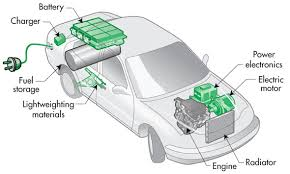 Battery
Charger
Fuel
storage
Lightweighting
materials
Power
electronics
Electric
motor
Engine
Radiator